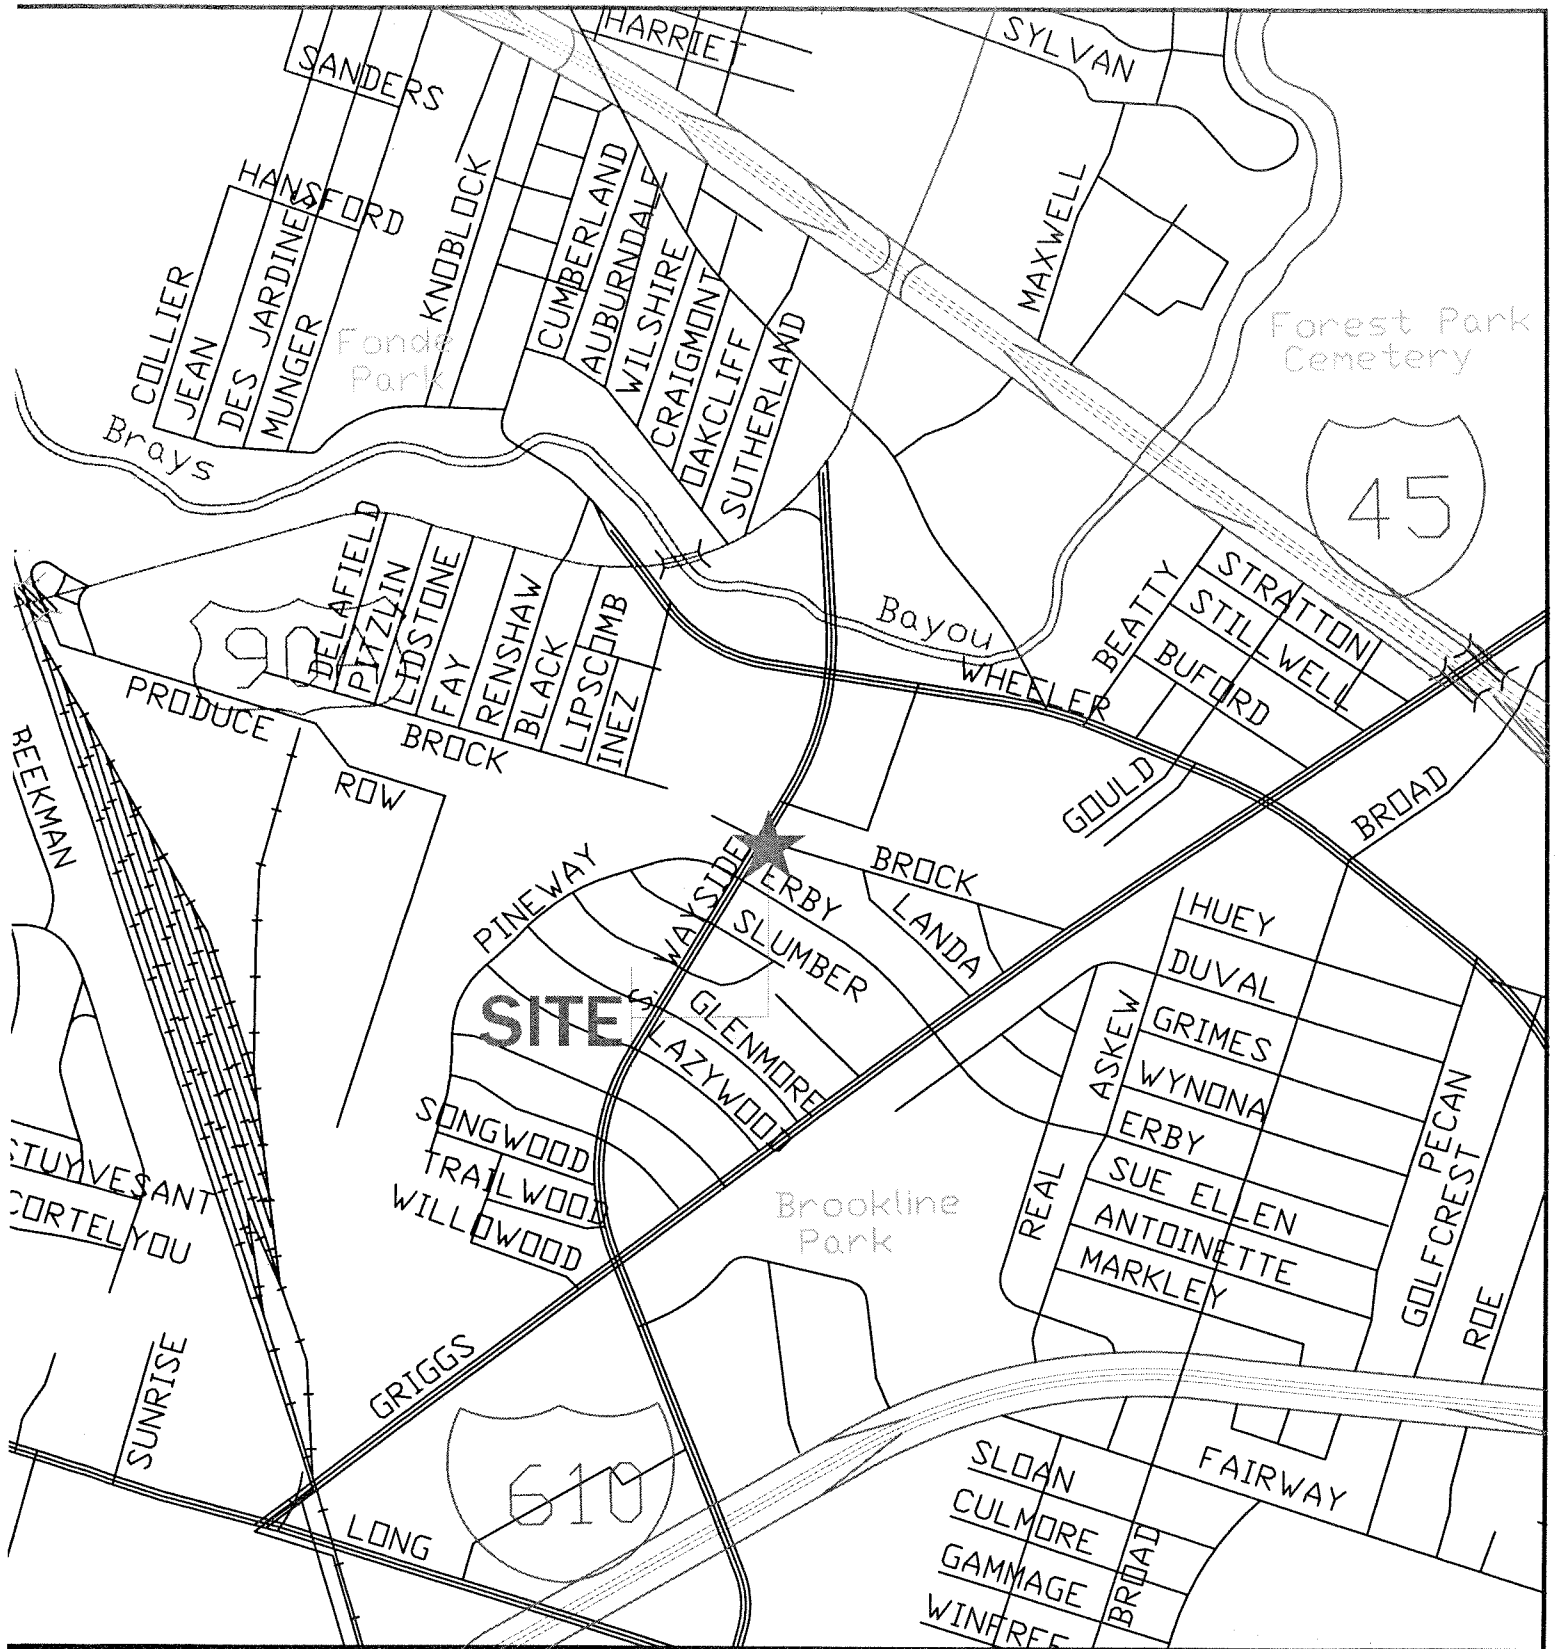 HARRIET
SYLVAN
SANDERS
HANSFORD
KNOBLOCK
CUMBERLAND
AUBURNDALE
WILSHIRE
CRAIGMONT
OAKCLIFF
SUTHERLAND
MAXWELL
COLLIER
JEAN
DES JARDINES
MUNGER
Fonde
Park
Forest Park
Cemetery
Brays
45
DELAFIELD
PITZLIN
LIDSTONE
FAY
RENSHAW
BLACK
LIPSCOMB
INEZ
90
Bayou
WHEELER
BEATTY
STRATTON
STILLWELL
BUFORD
PRODUCE
ROW
BROCK
BEEKMAN
GOULD
BROAD
PINEWAY
S WAYSIDE
ERBY
BROCK
LANDA
SLUMBER
SITE
GLENMORE
LAZYWOOD
HUEY
DUVAL
GRIMES
WYNONA
ERBY
SUE ELLEN
ANTOINETTE
MARKLEY
ASKEW
REAL
PECAN
GOLFCREST
ROE
SONGWOOD
TRAILWOOD
WILLOWOOD
STUYVESANT
CORTELYOU
Brookline
Park
SUNRISE
GRIGGS
610
LONG
SLOAN
CULMORE
GAMMAGE
WINFREE
BROAD
FAIRWAY